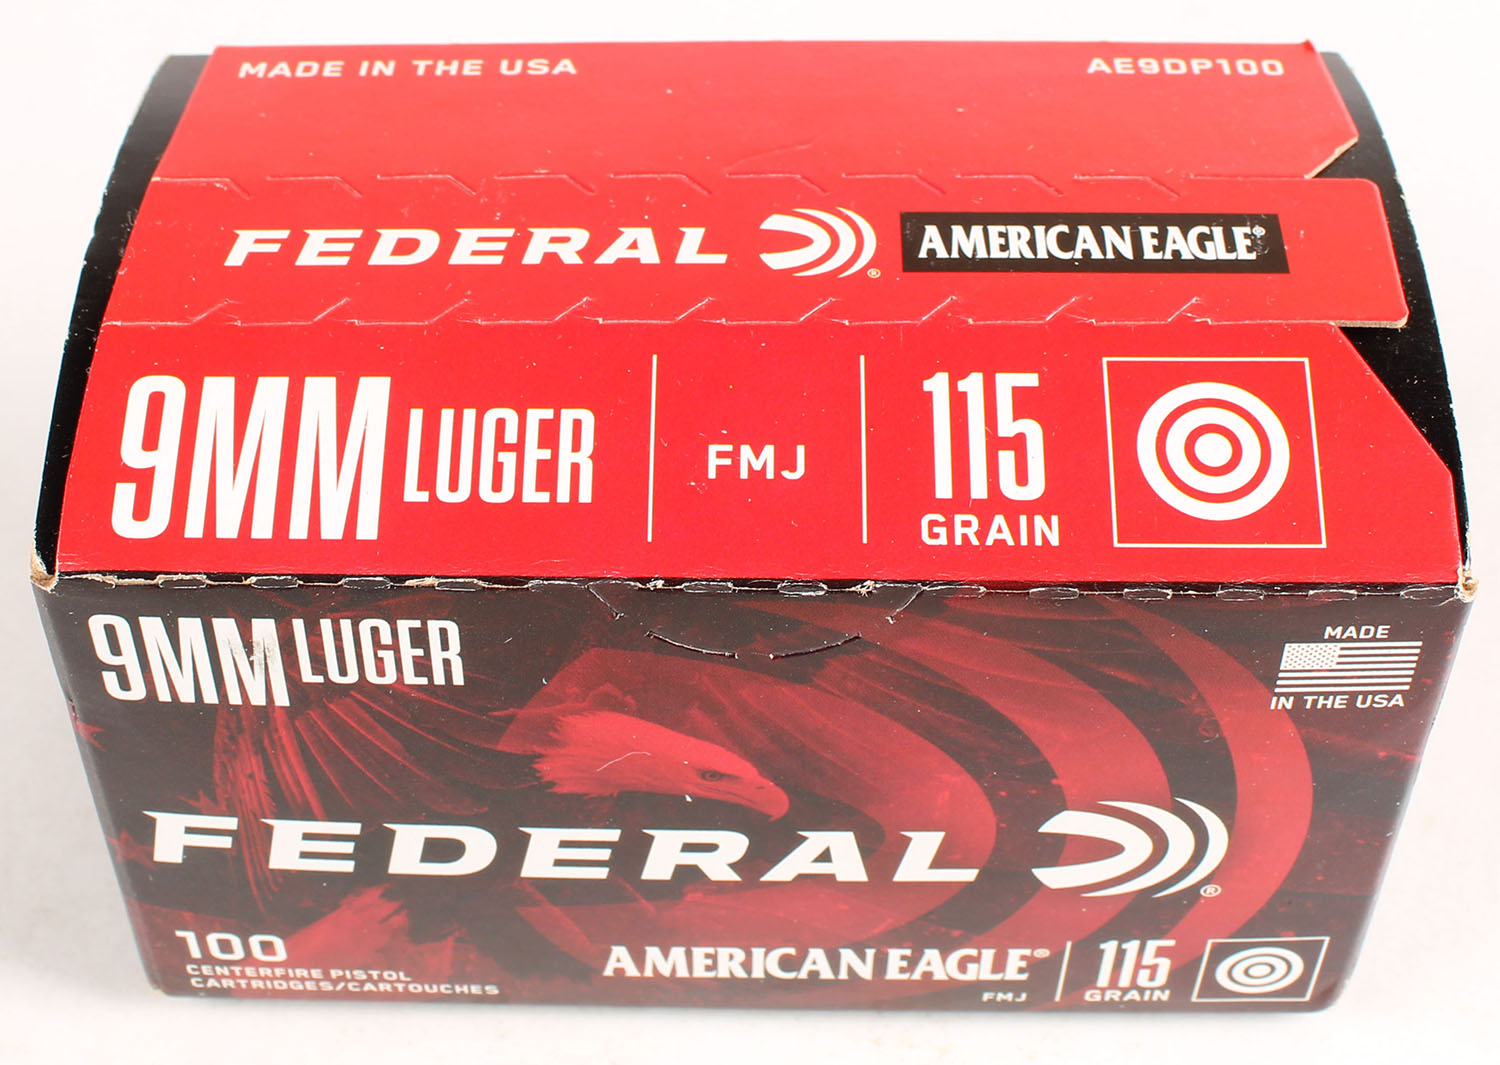 MADE IN THE USA AE9DP100
FEDERAL ® AMERICAN EAGLE®
9MM LUGER FMJ 115
GRAIN
9MM LUGER
MADE
IN THE USA
FEDERAL ®
100
CENTERFIRE PISTOL
CARTRIDGES/CARTOUCHES
AMERICAN EAGLE®
FMJ
115
GRAIN